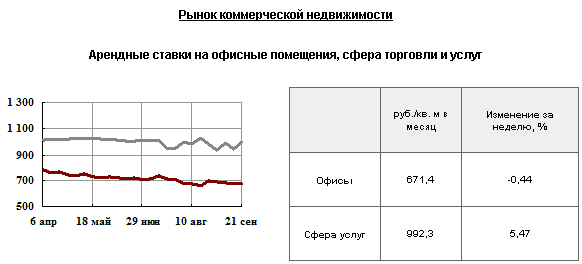 Рынок коммерческой недвижимости
Арендные ставки на офисные помещения, сфера торговли и услуг
1 300
1 100
900
700
500
6 апр 18 май 29 июн 10 авг 21 сен
руб./кв. м в месяц
Изменение за неделю, %
Офисы 671,4 -0,44
Сфера услуг 992,3 5,47